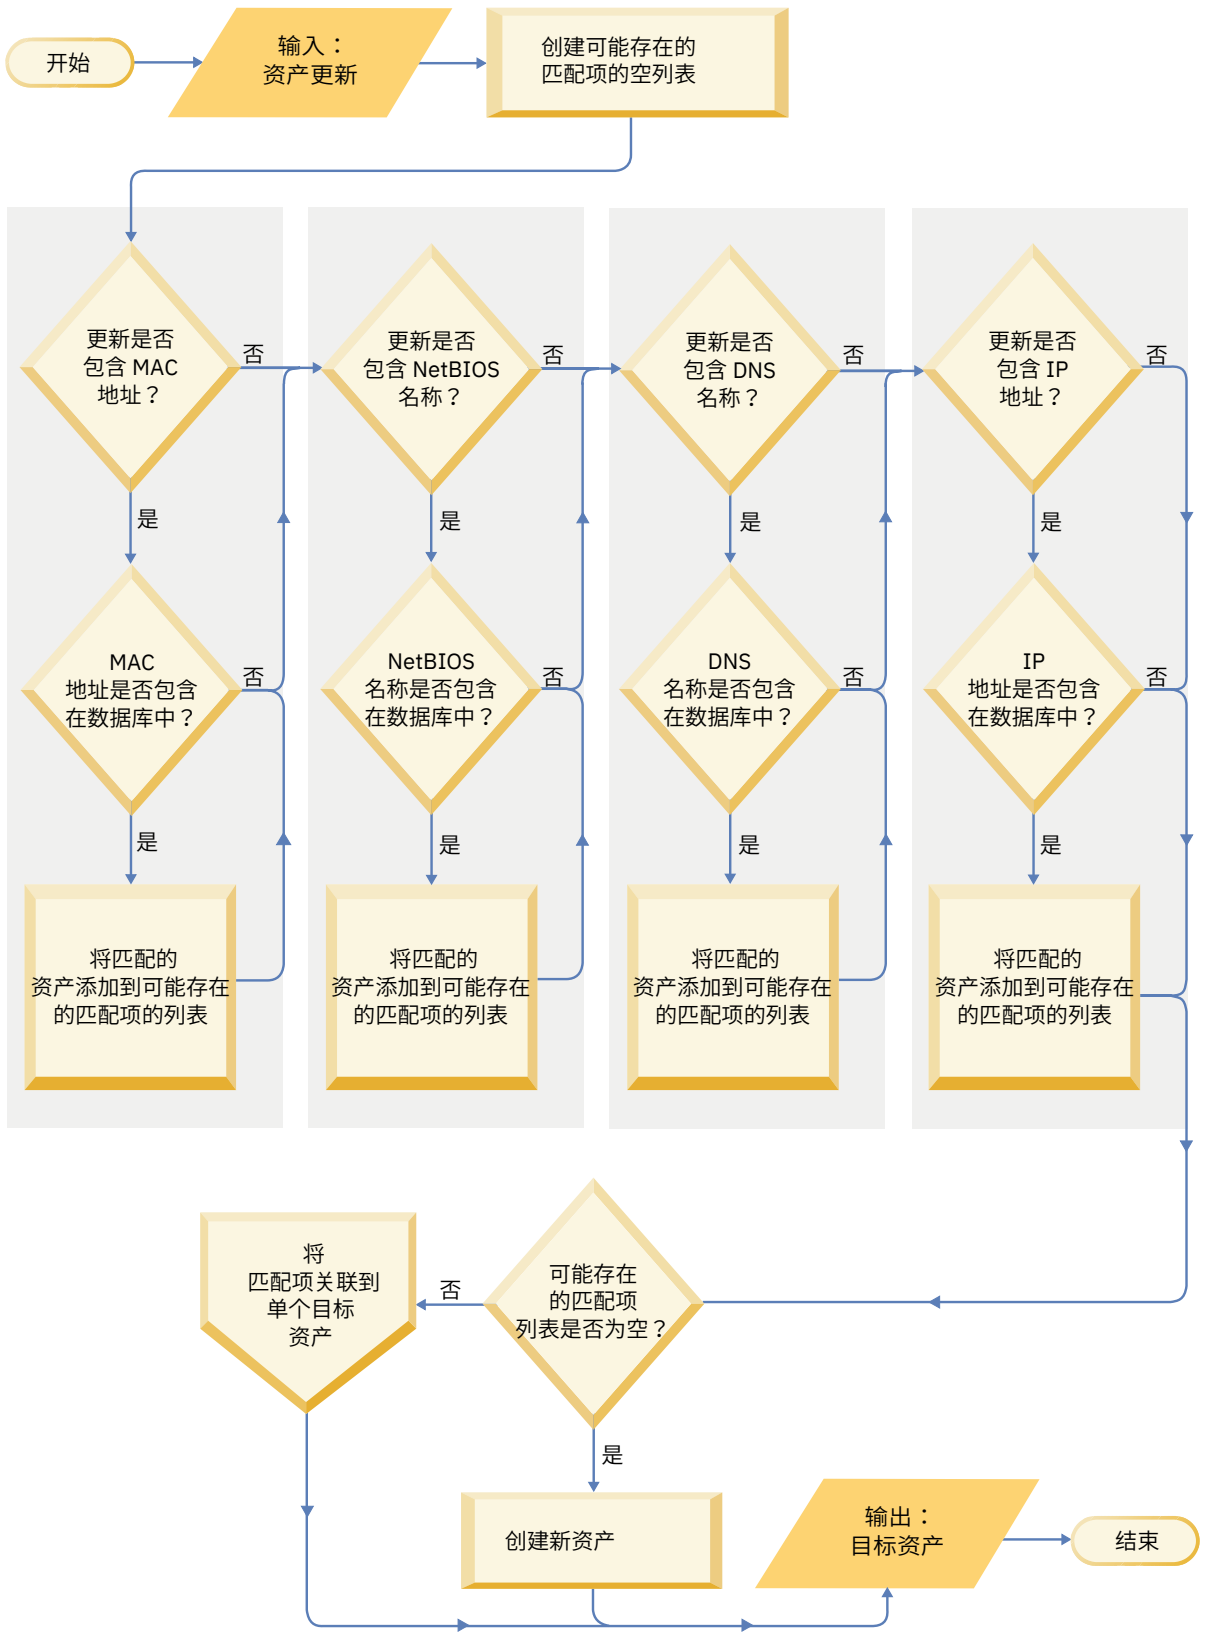 开始
输入：
资产更新
创建可能存在的
匹配项的空列表
更新是否
包含 MAC
地址？
否
是
MAC
地址是否包含
在数据库中？
否
是
将匹配的
资产添加到可能存在
的匹配项的列表
更新是否
包含 NetBIOS
名称？
否
是
NetBIOS
名称是否包含
在数据库中？
否
是
将匹配的
资产添加到可能存在
的匹配项的列表
更新是否
包含 DNS
名称？
否
是
DNS
名称是否包含
在数据库中？
否
是
将匹配的
资产添加到可能存在
的匹配项的列表
更新是否
包含 IP
地址？
否
是
IP
地址是否包含
在数据库中？
否
是
将匹配的
资产添加到可能存在
的匹配项的列表
可能存在
的匹配项
列表是否为空？
否
将
匹配项关联到
单个目标
资产
是
创建新资产
输出：
目标资产
结束